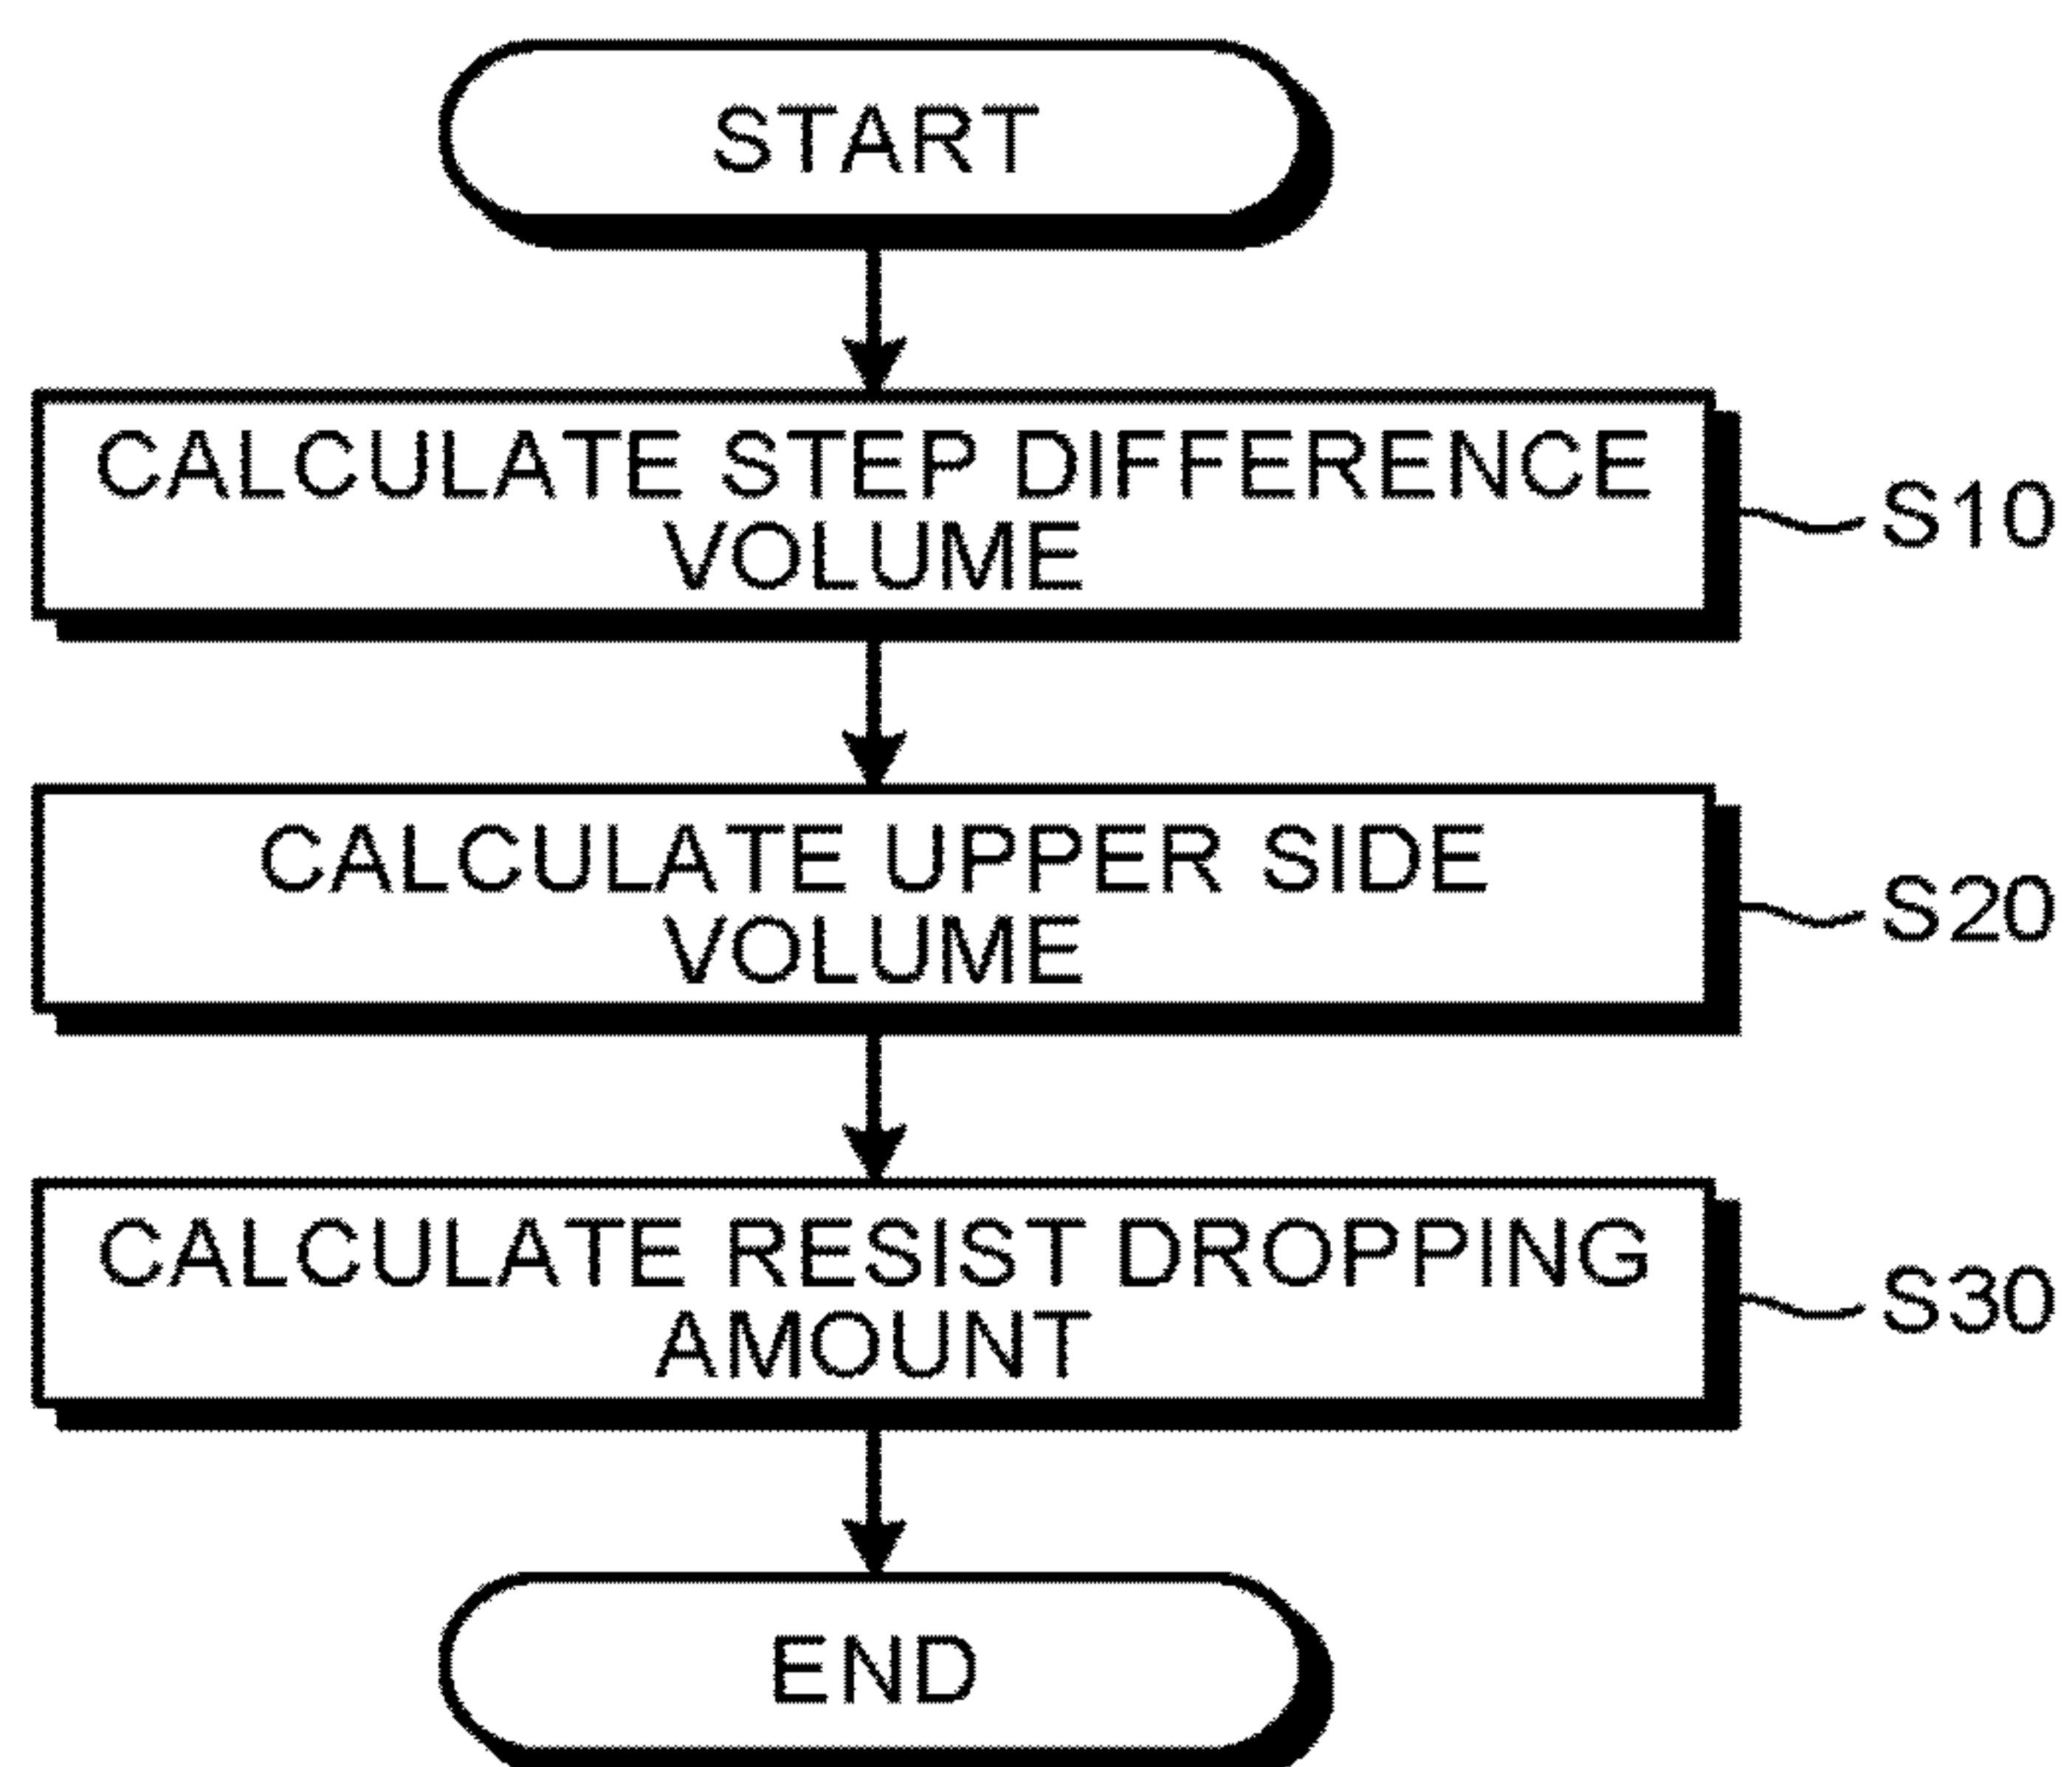 START
CALCULATE STEP DIFFERENCE
VOLUME
S10
CALCULATE UPPER SIDE
VOLUME
S20
CALCULATE RESIST DROPPING
AMOUNT
S30
END